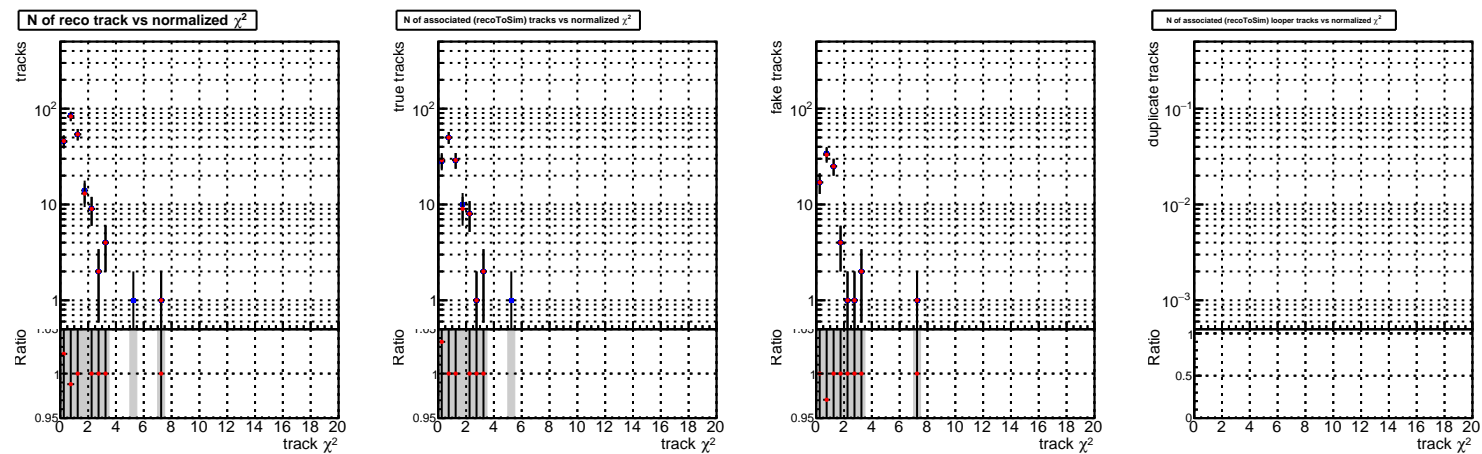 N of reco track vs normalized χ²
tracks
10²
10
1
Ratio
1.05
1
0.95
0 2 4 6 8 10 12 14 16 18 20
track χ²
N of associated (recoToSim) tracks vs normalized χ²
true tracks
10²
10
1
Ratio
1.05
1
0.95
0 2 4 6 8 10 12 14 16 18 20
track χ²
fake tracks
10²
10
1
Ratio
1.05
1
0.95
0 2 4 6 8 10 12 14 16 18 20
track χ²
N of associated (recoToSim) looper tracks vs normalized χ²
duplicate tracks
10⁻¹
10⁻²
10⁻³
Ratio
1
0.5
0
0 2 4 6 8 10 12 14 16 18 20
track χ²